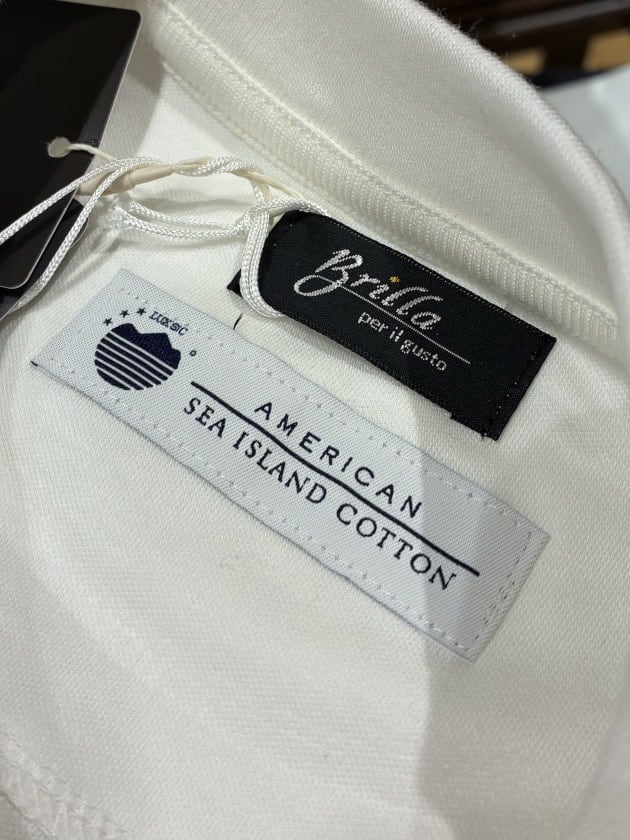 Brilla
per il gusto
AMERICAN
SEA ISLAND COTTON